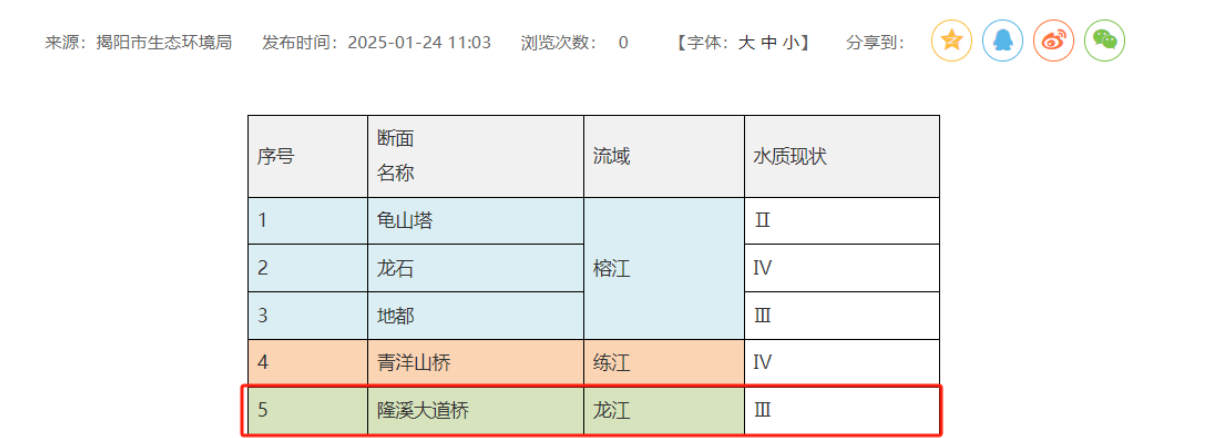 来源：揭阳市生态环境局 发布时间：2025-01-24 11:03 浏览次数： 0 【字体：大 中 小】 分享到：
序号 断面名称 流域 水质现状
1 龟山塔 榕江 Ⅱ
2 龙石 Ⅳ
3 地都 Ⅲ
4 青洋山桥 练江 Ⅳ
5 隆溪大道桥 龙江 Ⅲ